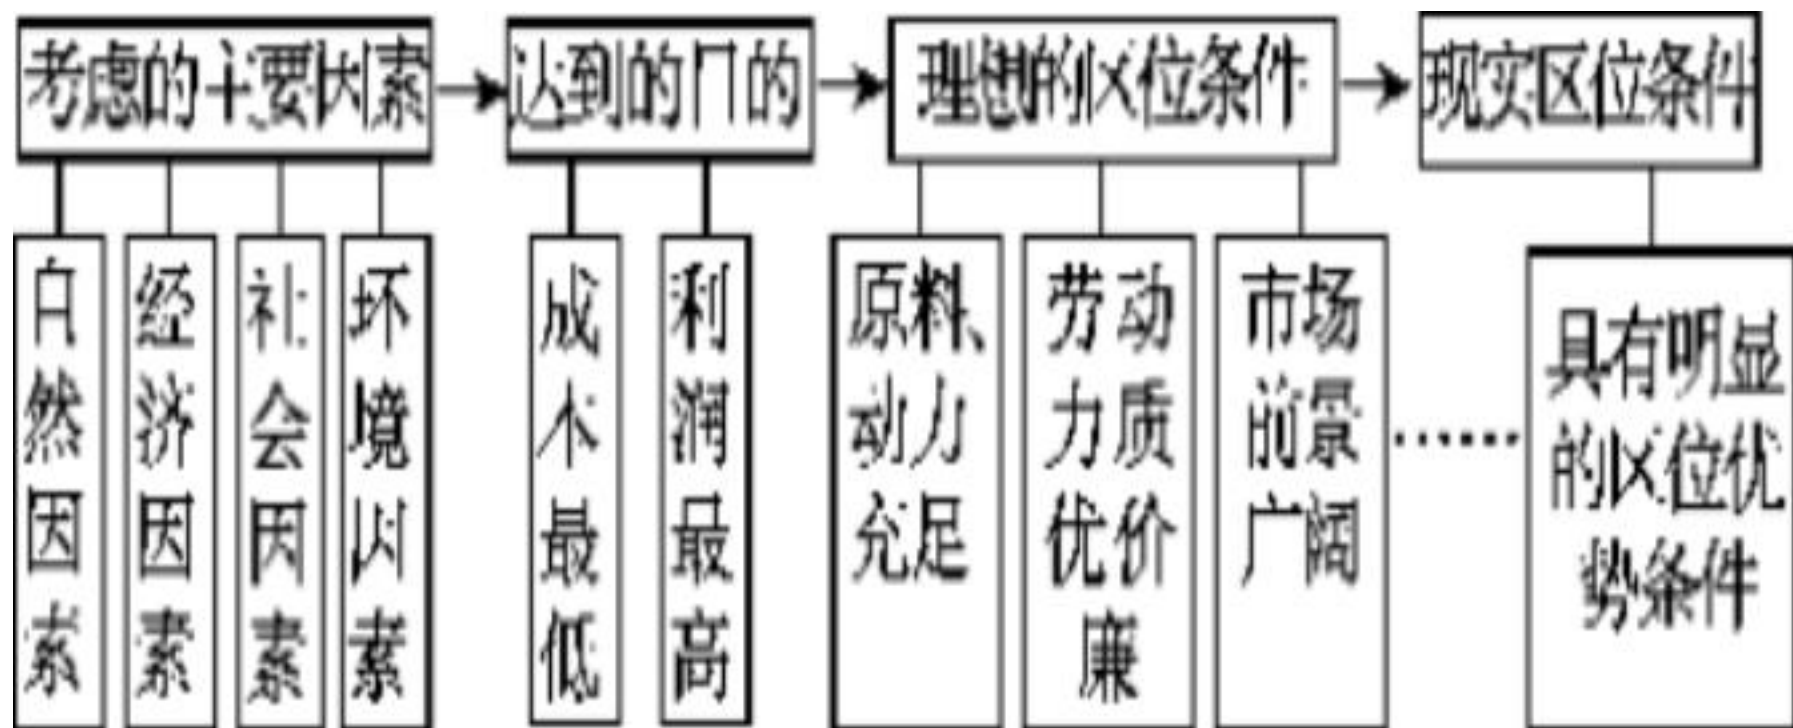 考虑的主要因素
达到的目的
理想的区位条件
现实区位条件
自然因素
经济因素
社会因素
环境因素
成本最低
利润最高
原料、
动力
充足
劳动
力质
优价
廉
市场
前景
广阔
具有明显
的区位优
势条件